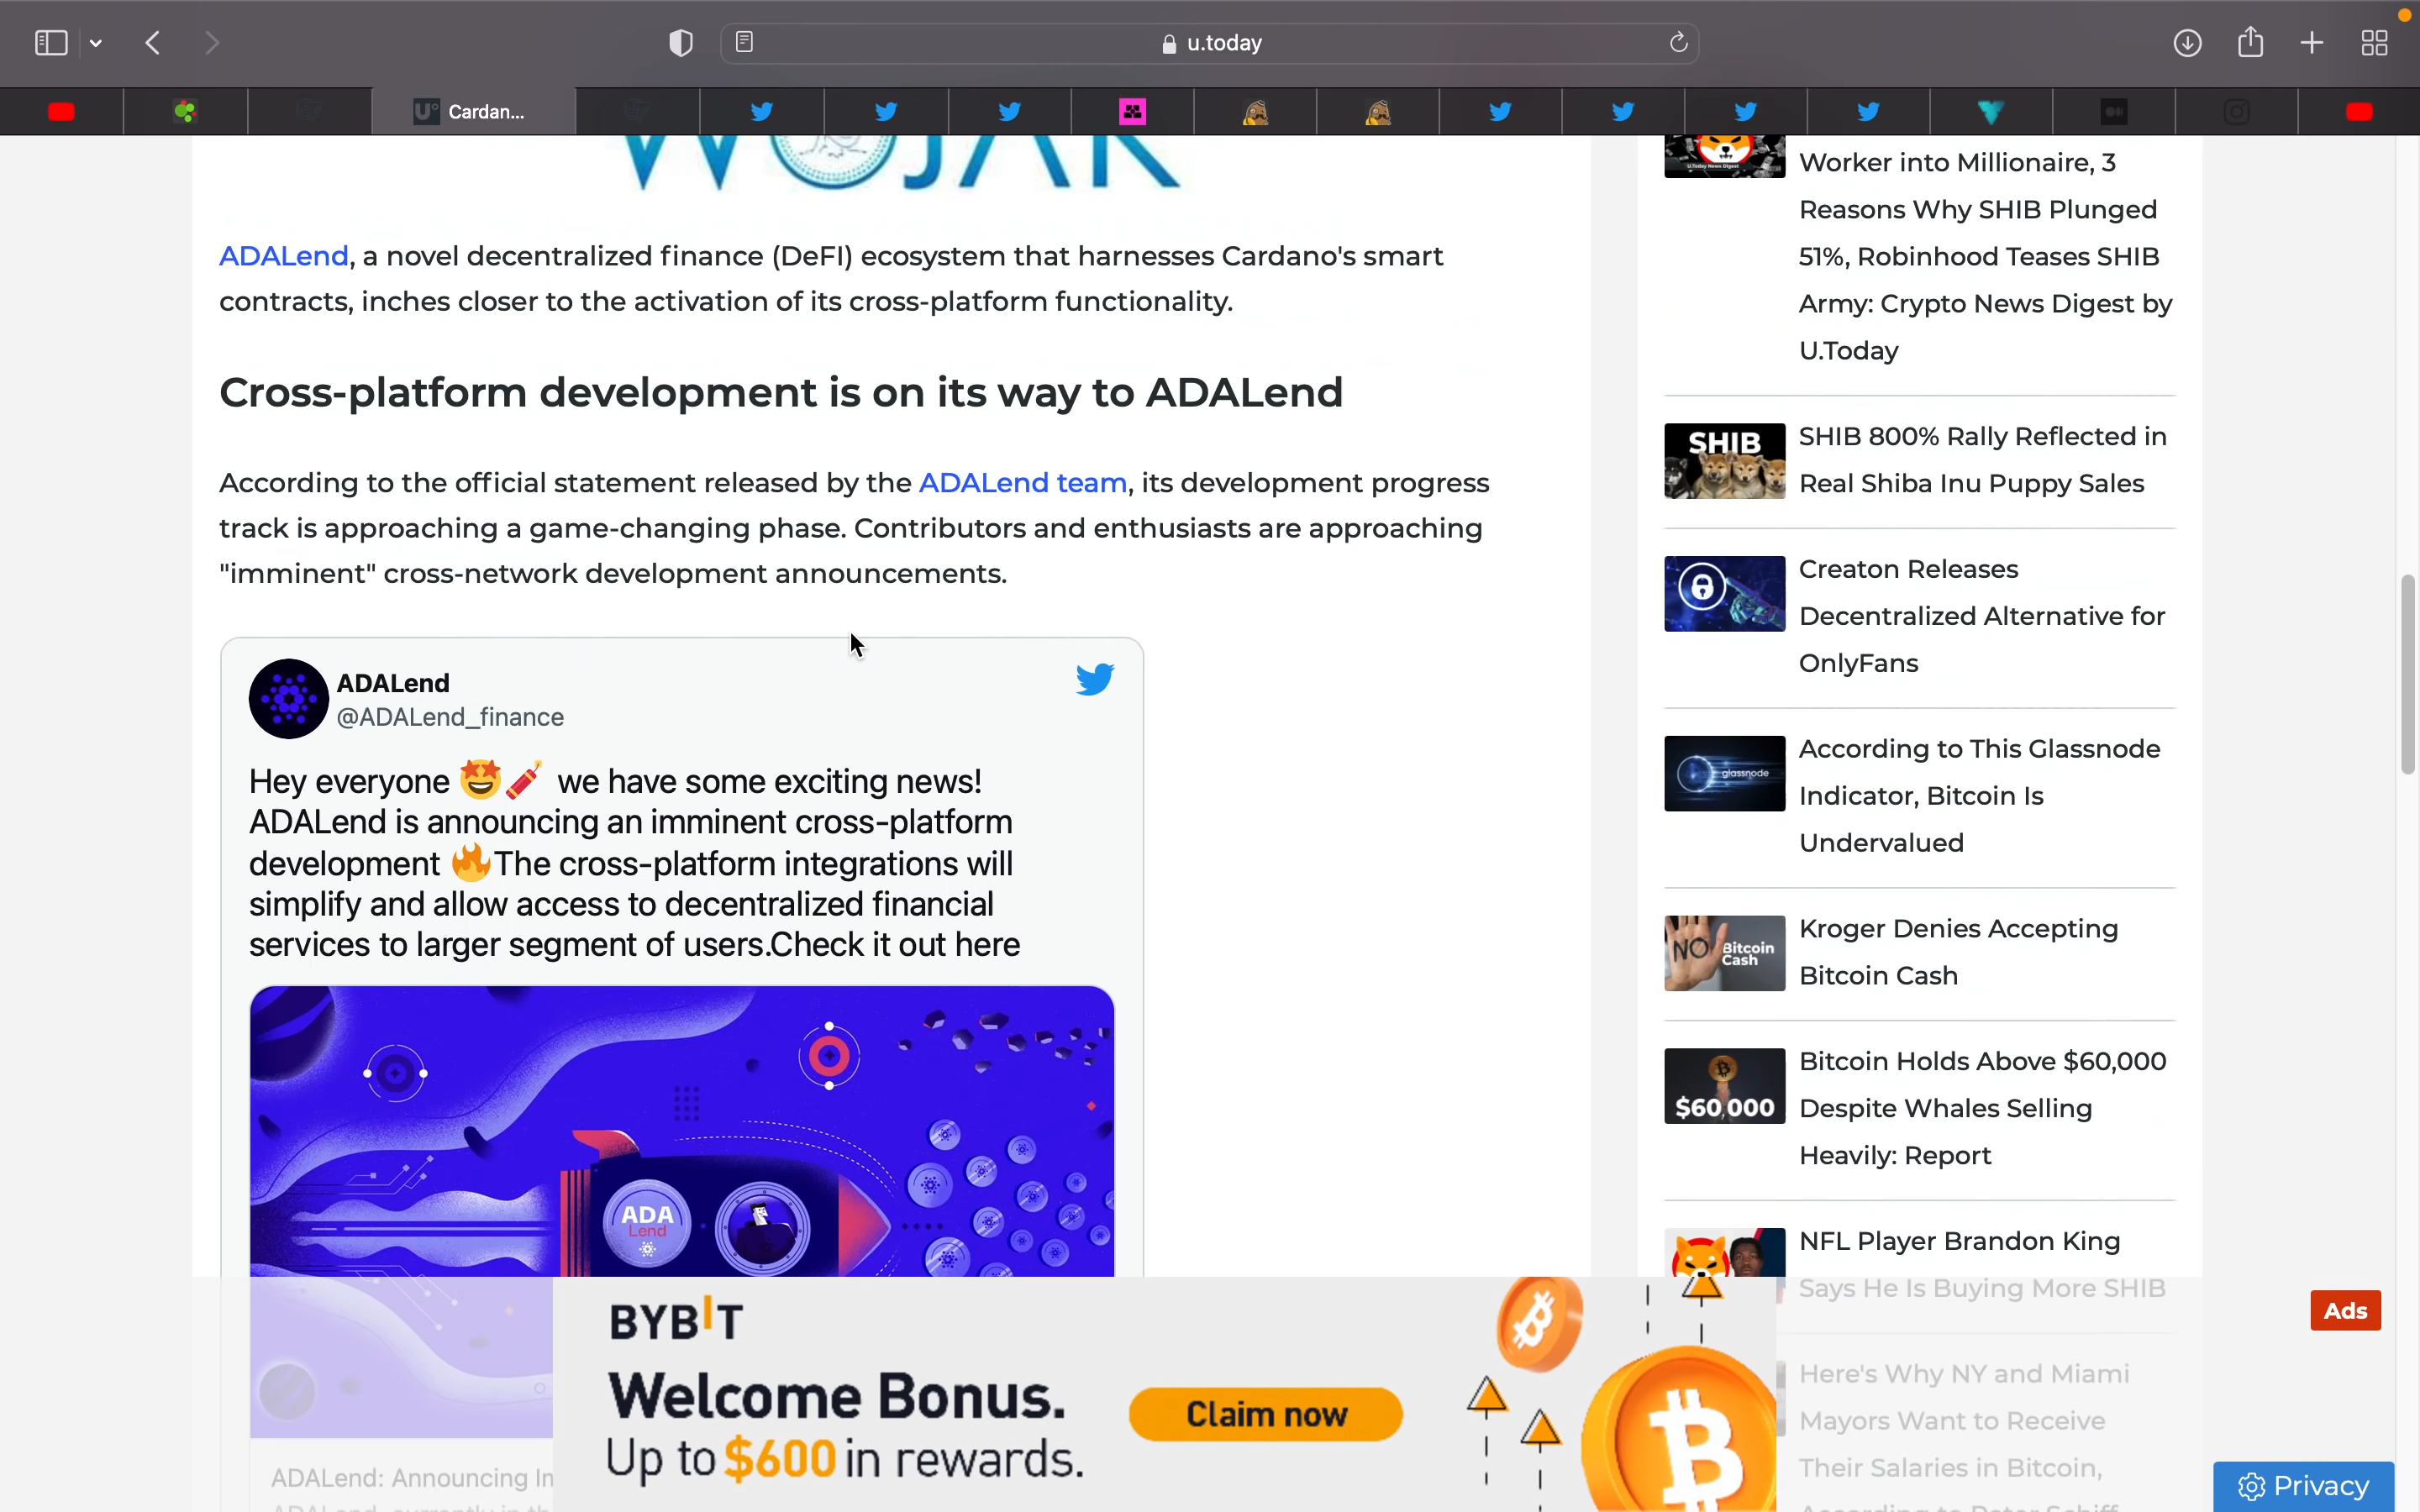 u.today
Cardan...
WOJAK
ADALend, a novel decentralized finance (DeFI) ecosystem that harnesses Cardano's smart
contracts, inches closer to the activation of its cross-platform functionality.
Cross-platform development is on its way to ADALend
According to the official statement released by the ADALend team, its development progress
track is approaching a game-changing phase. Contributors and enthusiasts are approaching
"imminent" cross-network development announcements.
ADALend
@ADALend_finance
Hey everyone 🤩🧨 we have some exciting news!
ADALend is announcing an imminent cross-platform
development 🔥The cross-platform integrations will
simplify and allow access to decentralized financial
services to larger segment of users.Check it out here
ADA
Lend
ADALend: Announcing
Worker into Millionaire, 3
Reasons Why SHIB Plunged
51%, Robinhood Teases SHIB
Army: Crypto News Digest by
U.Today
SHIB
SHIB 800% Rally Reflected in
Real Shiba Inu Puppy Sales
Creaton Releases
Decentralized Alternative for
OnlyFans
glassnode
According to This Glassnode
Indicator, Bitcoin Is
Undervalued
NO Bitcoin
Cash
Kroger Denies Accepting
Bitcoin Cash
$60,000
Bitcoin Holds Above $60,000
Despite Whales Selling
Heavily: Report
NFL Player Brandon King
Says He Is Buying More SHIB
Here's Why NY and Miami
Mayors Want to Receive
Their Salaries in Bitcoin,
According to Peter Schiff
BYBIT
Welcome Bonus.
Up to $600 in rewards.
Claim now
Ads
Privacy